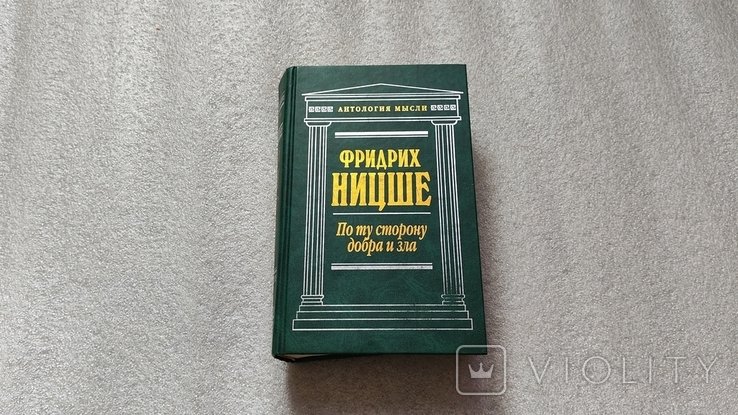 АНТОЛОГИЯ МЫСЛИ
ФРИДРИХ
НИЦШЕ
По ту сторону
добра и зла
VIOLITY